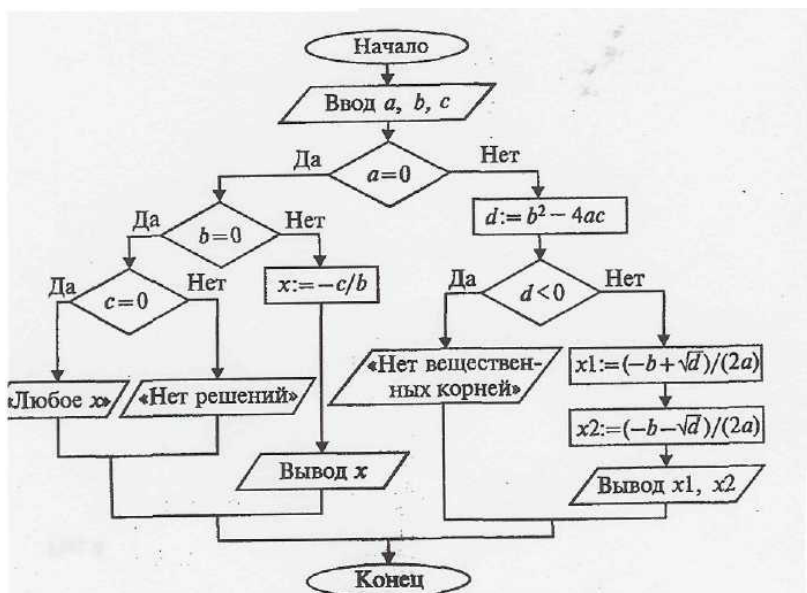 Начало
Ввод a, b, c
Да
Нет
a=0
Да
Нет
b=0
d:=b² − 4ac
Да
Нет
c=0
x:=−c/b
Да
Нет
d<0
«Любое x»
«Нет решений»
«Нет веществен-
ных корней»
x1:=(−b+√d)/(2a)
x2:=(−b−√d)/(2a)
Вывод x
Вывод x1, x2
Конец